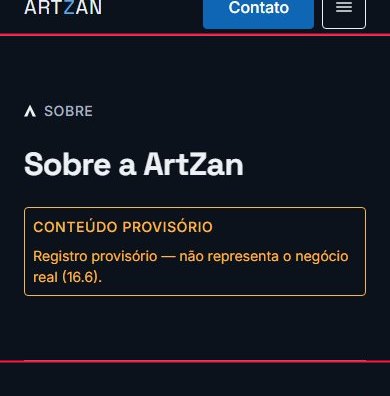 ARTZAN
Contato
SOBRE
Sobre a ArtZan
CONTEÚDO PROVISÓRIO
Registro provisório — não representa o negócio
real (16.6).